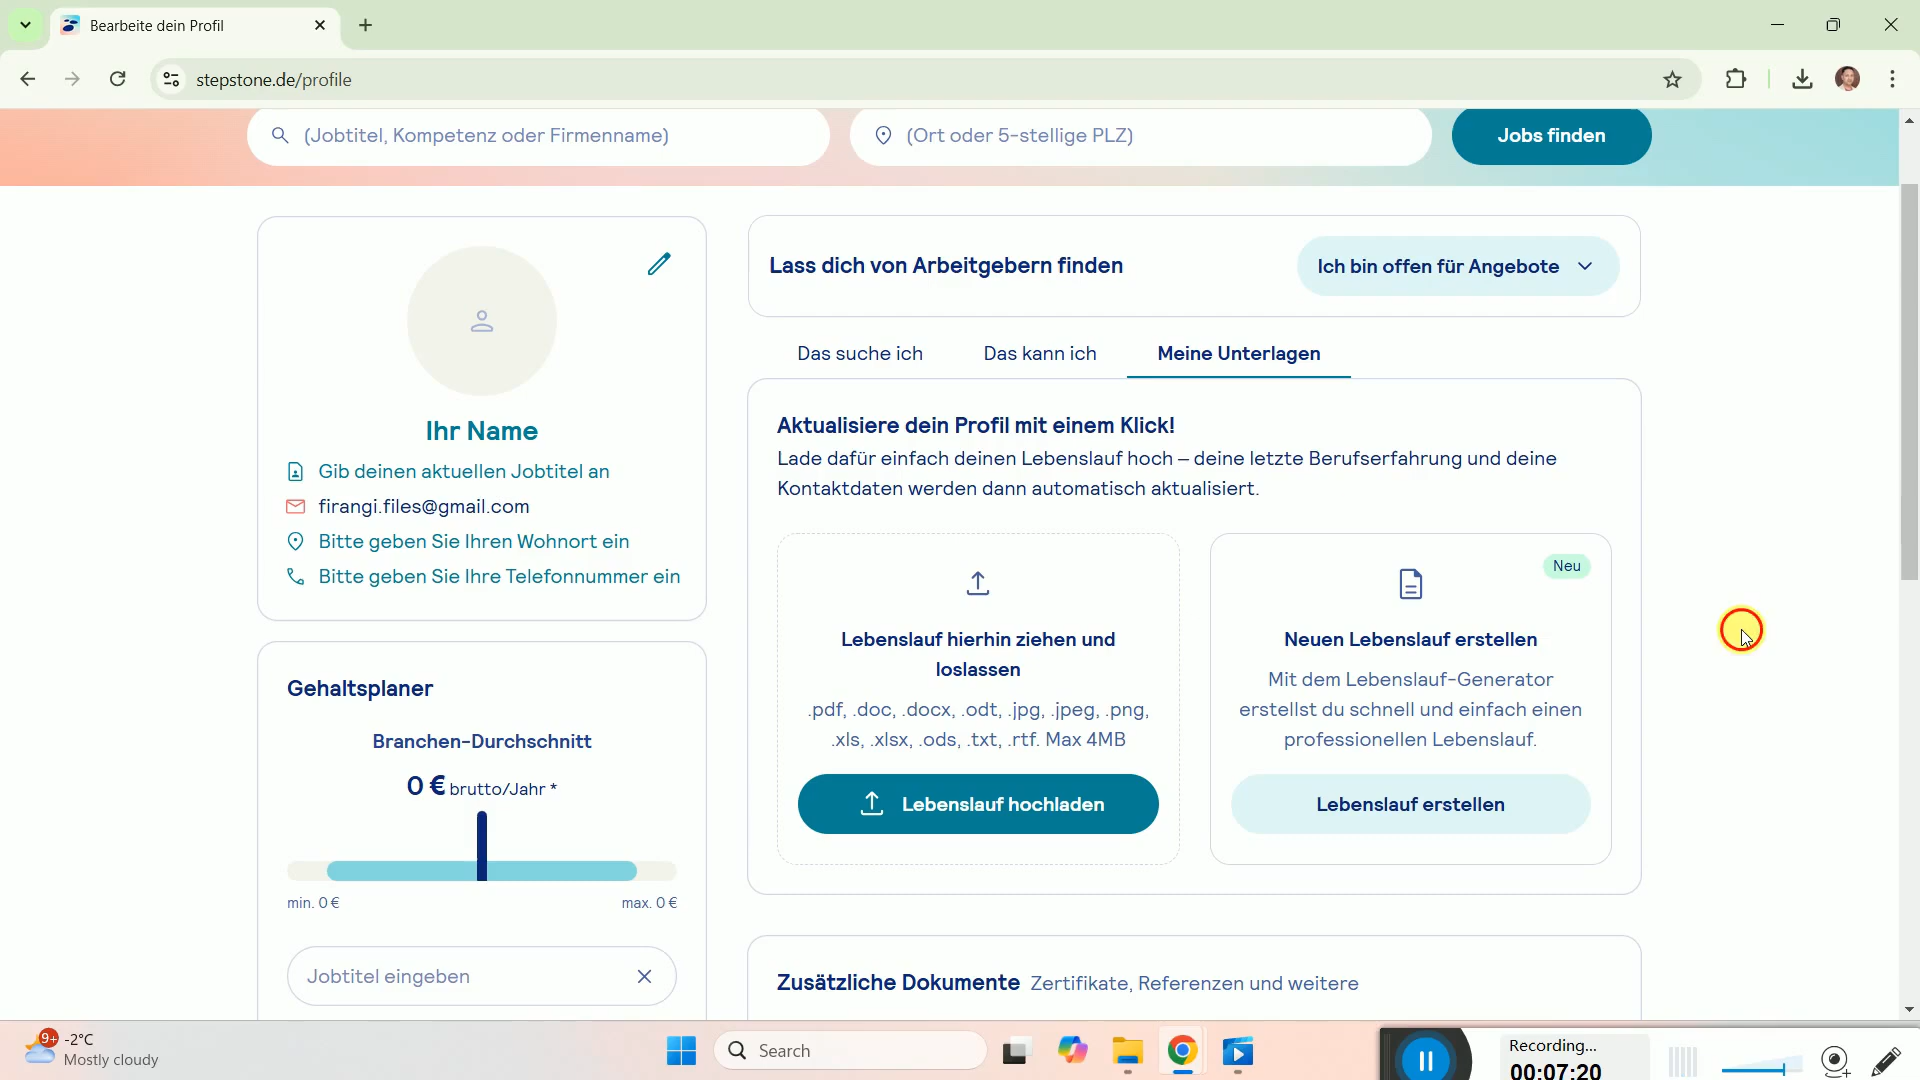 Bearbeite dein Profil
stepstone.de/profile
(Jobtitel, Kompetenz oder Firmenname)
(Ort oder 5-stellige PLZ)
Jobs finden
Lass dich von Arbeitgebern finden
Ich bin offen für Angebote
Das suche ich
Das kann ich
Meine Unterlagen
Ihr Name
Gib deinen aktuellen Jobtitel an
firangi.files@gmail.com
Bitte geben Sie Ihren Wohnort ein
Bitte geben Sie Ihre Telefonnummer ein
Aktualisiere dein Profil mit einem Klick!
Lade dafür einfach deinen Lebenslauf hoch – deine letzte Berufserfahrung und deine
Kontaktdaten werden dann automatisch aktualisiert.
Lebenslauf hierhin ziehen und
loslassen
.pdf, .doc, .docx, .odt, .jpg, .jpeg, .png,
.xls, .xlsx, .ods, .txt, .rtf. Max 4MB
Lebenslauf hochladen
Neu
Neuen Lebenslauf erstellen
Mit dem Lebenslauf-Generator
erstellst du schnell und einfach einen
professionellen Lebenslauf.
Lebenslauf erstellen
Gehaltsplaner
Branchen-Durchschnitt
0 € brutto/Jahr *
min. 0 €
max. 0 €
Jobtitel eingeben
Zusätzliche Dokumente Zertifikate, Referenzen und weitere
9+
-2°C
Mostly cloudy
Search
Recording...
00:07:20